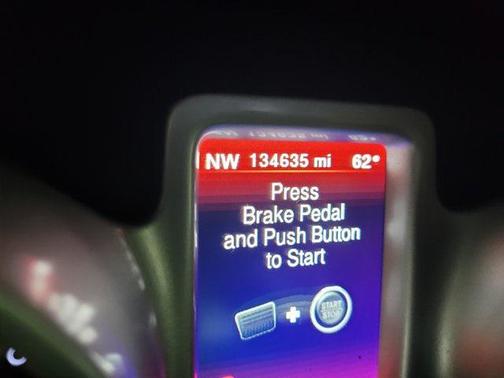 NW 134635 mi 62°
Press
Brake Pedal
and Push Button
to Start
START
STOP